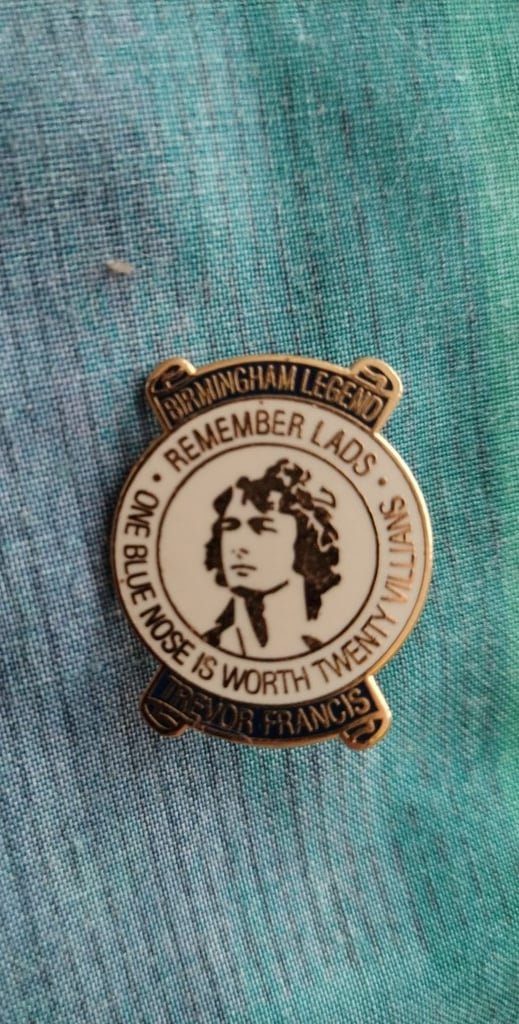 BIRMINGHAM LEGEND
• REMEMBER LADS •
ONE BLUE NOSE IS WORTH TWENTY VILLIANS
TREVOR FRANCIS